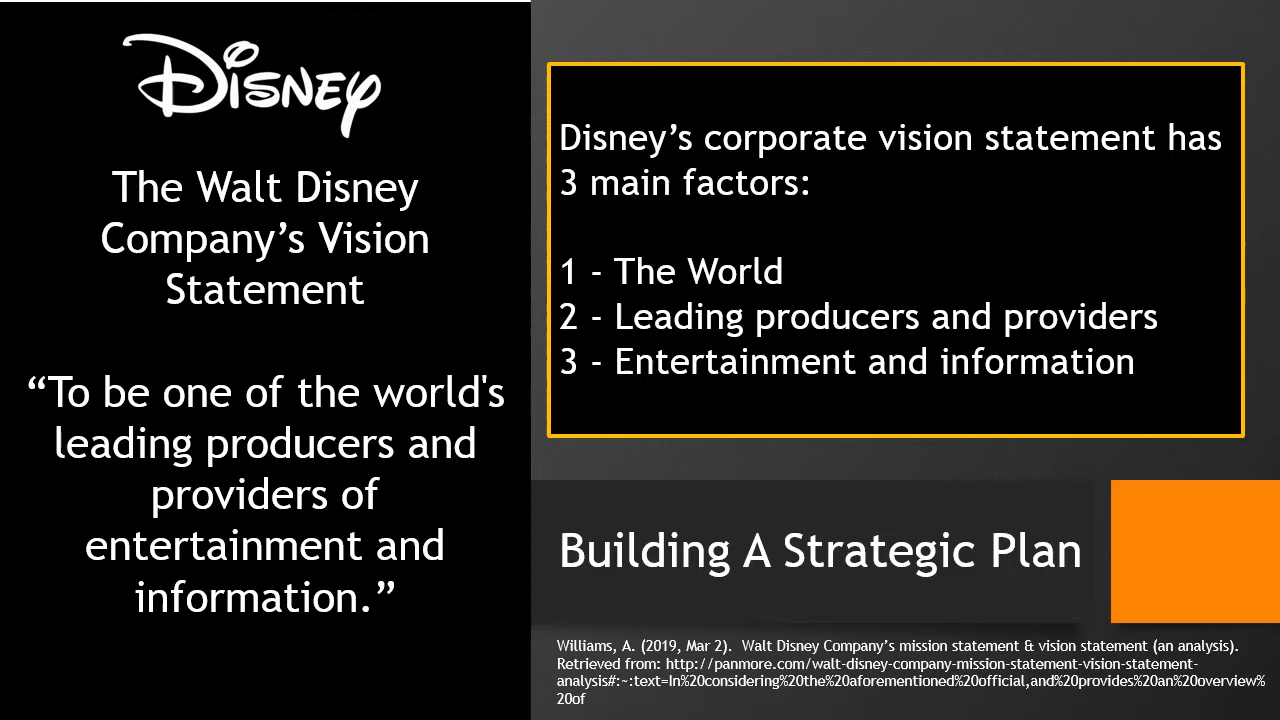 Disney
The Walt Disney
Company’s Vision
Statement
“To be one of the world's
leading producers and
providers of
entertainment and
information.”
Disney’s corporate vision statement has
3 main factors:
1 - The World
2 - Leading producers and providers
3 - Entertainment and information
Building A Strategic Plan
Williams, A. (2019, Mar 2).  Walt Disney Company’s mission statement & vision statement (an analysis).
Retrieved from: http://panmore.com/walt-disney-company-mission-statement-vision-statement-
analysis#:~:text=In%20considering%20the%20aforementioned%20official,and%20provides%20an%20overview%
20of